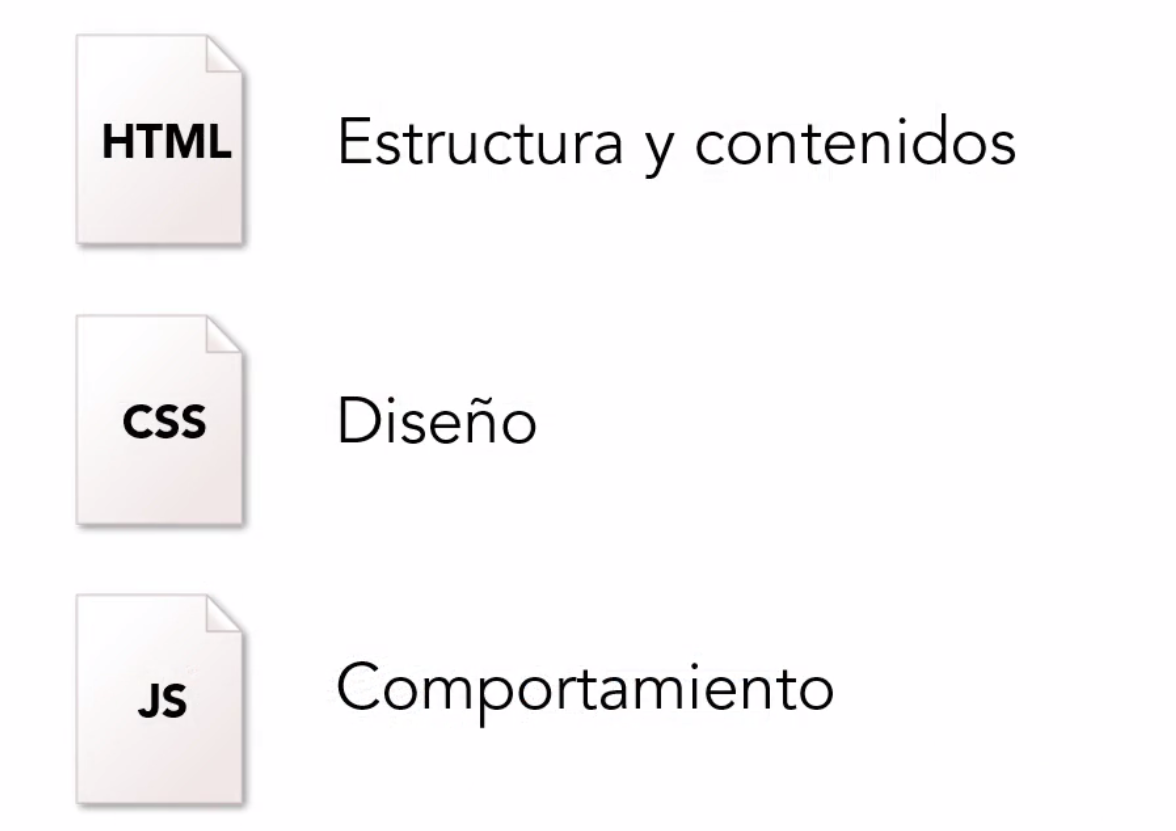 HTML
Estructura y contenidos
CSS
Diseño
JS
Comportamiento